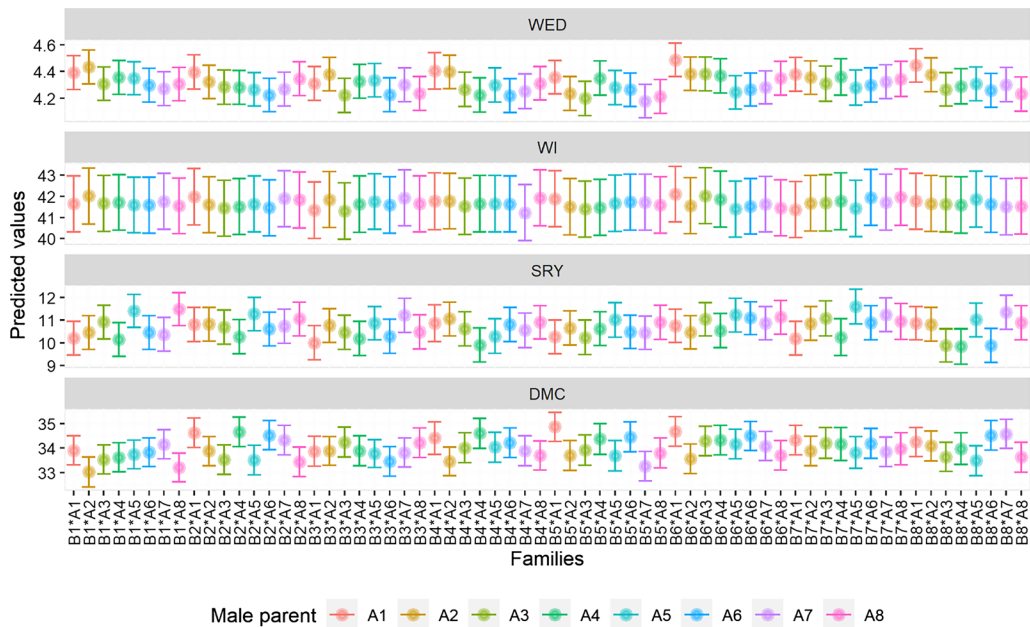 WED
4.6
4.4
4.2
WI
43
42
41
40
SRY
12
11
10
9
DMC
35
34
33
Predicted values
B1*A1 B1*A2 B1*A3 B1*A4 B1*A5 B1*A6 B1*A7 B1*A8 B2*A1 B2*A2 B2*A3 B2*A4 B2*A5 B2*A6 B2*A7 B2*A8 B3*A1 B3*A2 B3*A3 B3*A4 B3*A5 B3*A6 B3*A7 B3*A8 B4*A1 B4*A2 B4*A3 B4*A4 B4*A5 B4*A6 B4*A7 B4*A8 B5*A1 B5*A2 B5*A3 B5*A4 B5*A5 B5*A6 B5*A7 B5*A8 B6*A1 B6*A2 B6*A3 B6*A4 B6*A5 B6*A6 B6*A7 B6*A8 B7*A1 B7*A2 B7*A3 B7*A4 B7*A5 B7*A6 B7*A7 B7*A8 B8*A1 B8*A2 B8*A3 B8*A4 B8*A5 B8*A6 B8*A7 B8*A8
Families
Male parent A1 A2 A3 A4 A5 A6 A7 A8